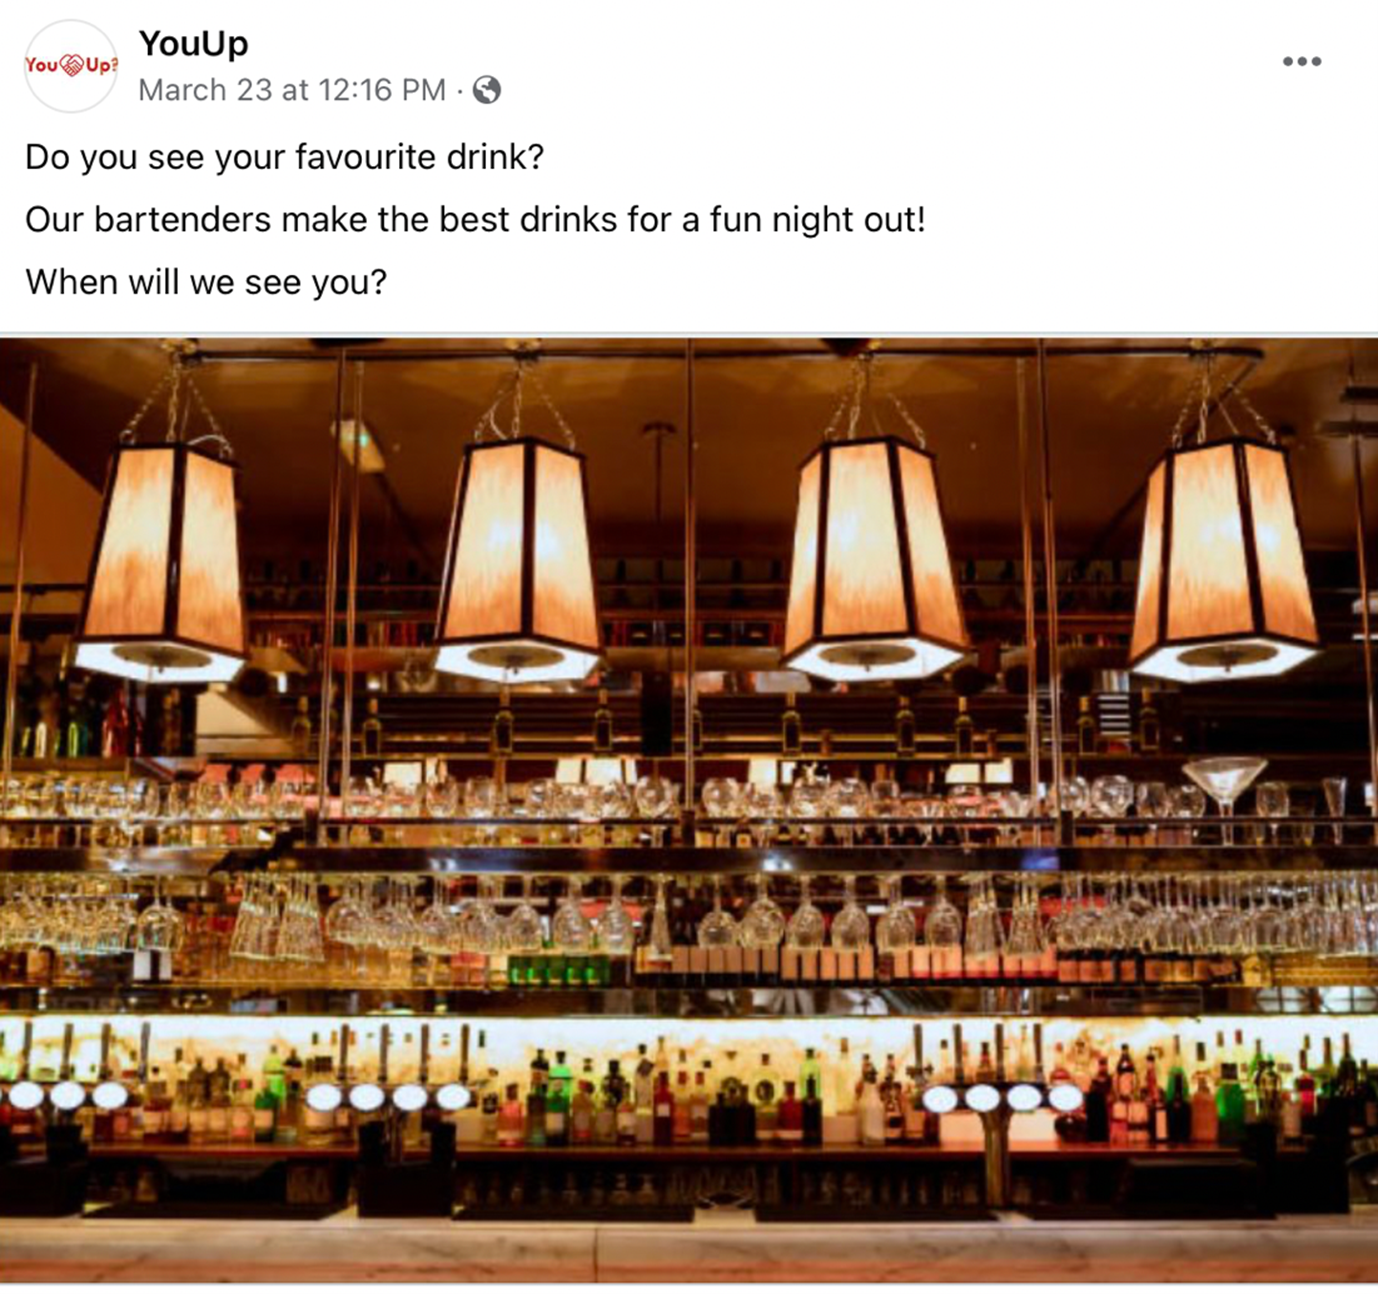 You Up?
YouUp
March 23 at 12:16 PM ·
Do you see your favourite drink?
Our bartenders make the best drinks for a fun night out!
When will we see you?